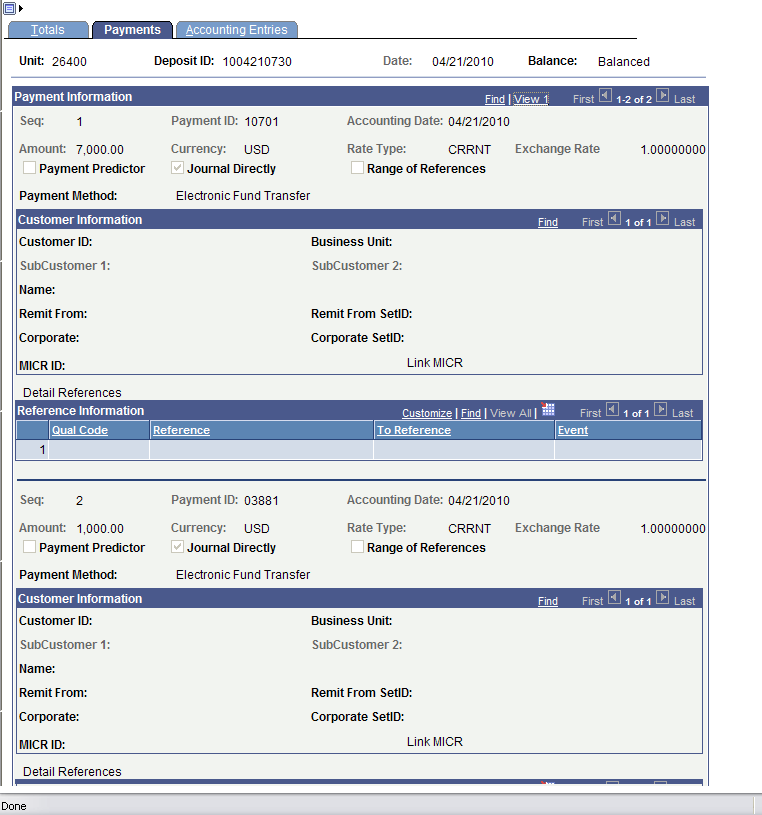 Totals Payments Accounting Entries
Unit: 26400 Deposit ID: 1004210730 Date: 04/21/2010 Balance: Balanced
Payment Information Find | View 1 First 1-2 of 2 Last
Seq: 1 Payment ID: 10701 Accounting Date: 04/21/2010
Amount: 7,000.00 Currency: USD Rate Type: CRRNT Exchange Rate 1.00000000
Payment Predictor Journal Directly Range of References
Payment Method: Electronic Fund Transfer
Customer Information Find First 1 of 1 Last
Customer ID: Business Unit:
SubCustomer 1: SubCustomer 2:
Name:
Remit From: Remit From SetID:
Corporate: Corporate SetID:
MICR ID: Link MICR
Detail References
Reference Information Customize | Find | View All | First 1 of 1 Last
Qual Code Reference To Reference Event
1
Seq: 2 Payment ID: 03881 Accounting Date: 04/21/2010
Amount: 1,000.00 Currency: USD Rate Type: CRRNT Exchange Rate 1.00000000
Payment Predictor Journal Directly Range of References
Payment Method: Electronic Fund Transfer
Customer Information Find First 1 of 1 Last
Customer ID: Business Unit:
SubCustomer 1: SubCustomer 2:
Name:
Remit From: Remit From SetID:
Corporate: Corporate SetID:
MICR ID: Link MICR
Detail References
Done